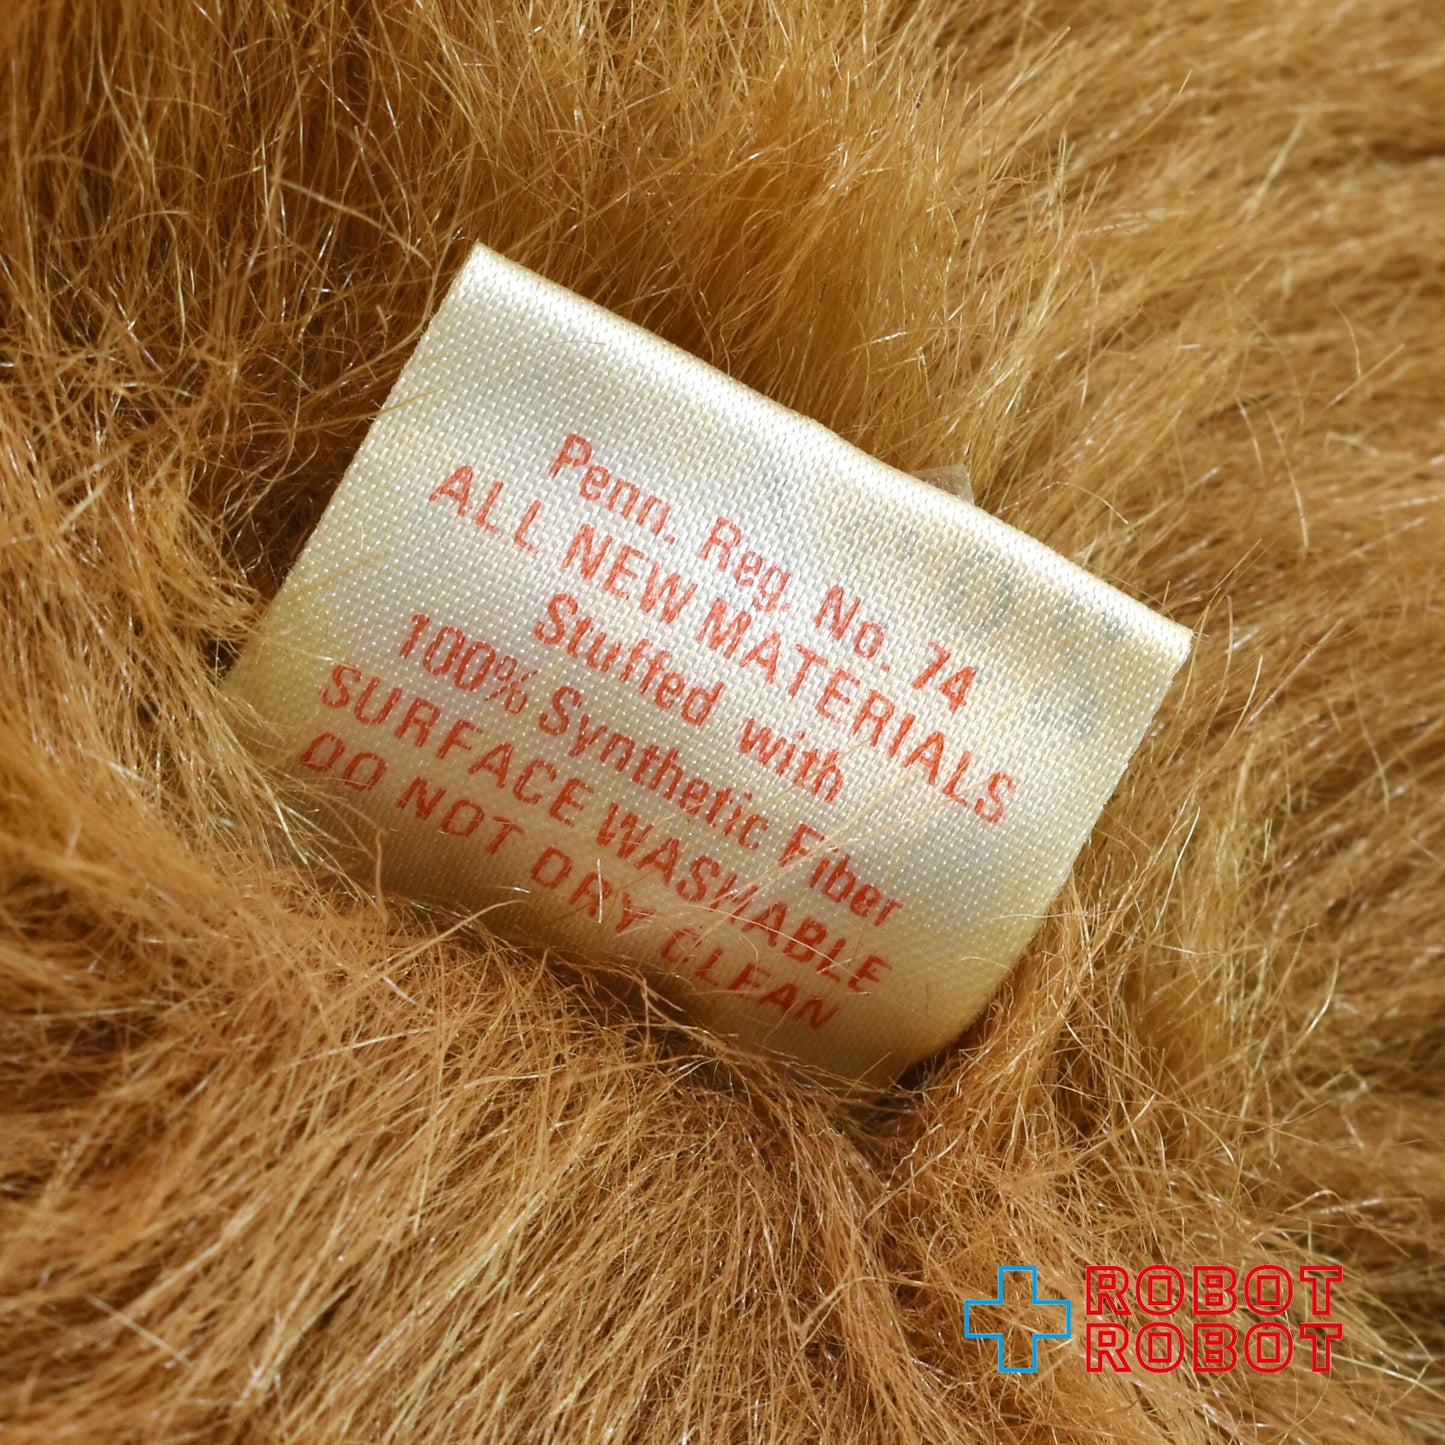 Penn. Reg. No. 74
ALL NEW MATERIALS
Stuffed with
100% Synthetic Fiber
SURFACE WASHABLE
DO NOT DRY CLEAN
ROBOT
ROBOT